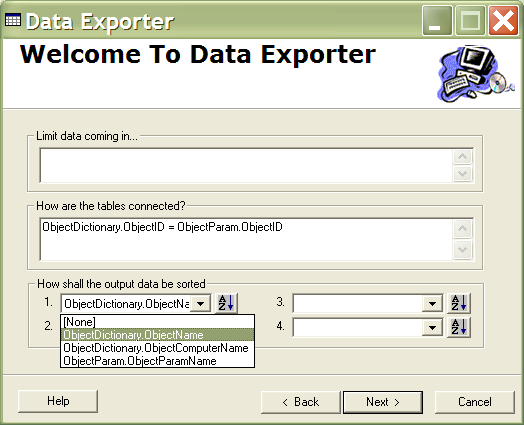 Data Exporter
Welcome To Data Exporter
Limit data coming in...
How are the tables connected?
ObjectDictionary.ObjectID = ObjectParam.ObjectID
How shall the output data be sorted
1. ObjectDictionary.ObjectNa A Z 3. A Z
2. [None] 4. A Z
ObjectDictionary.ObjectName
ObjectDictionary.ObjectComputerName
ObjectParam.ObjectParamName
Help < Back Next > Cancel